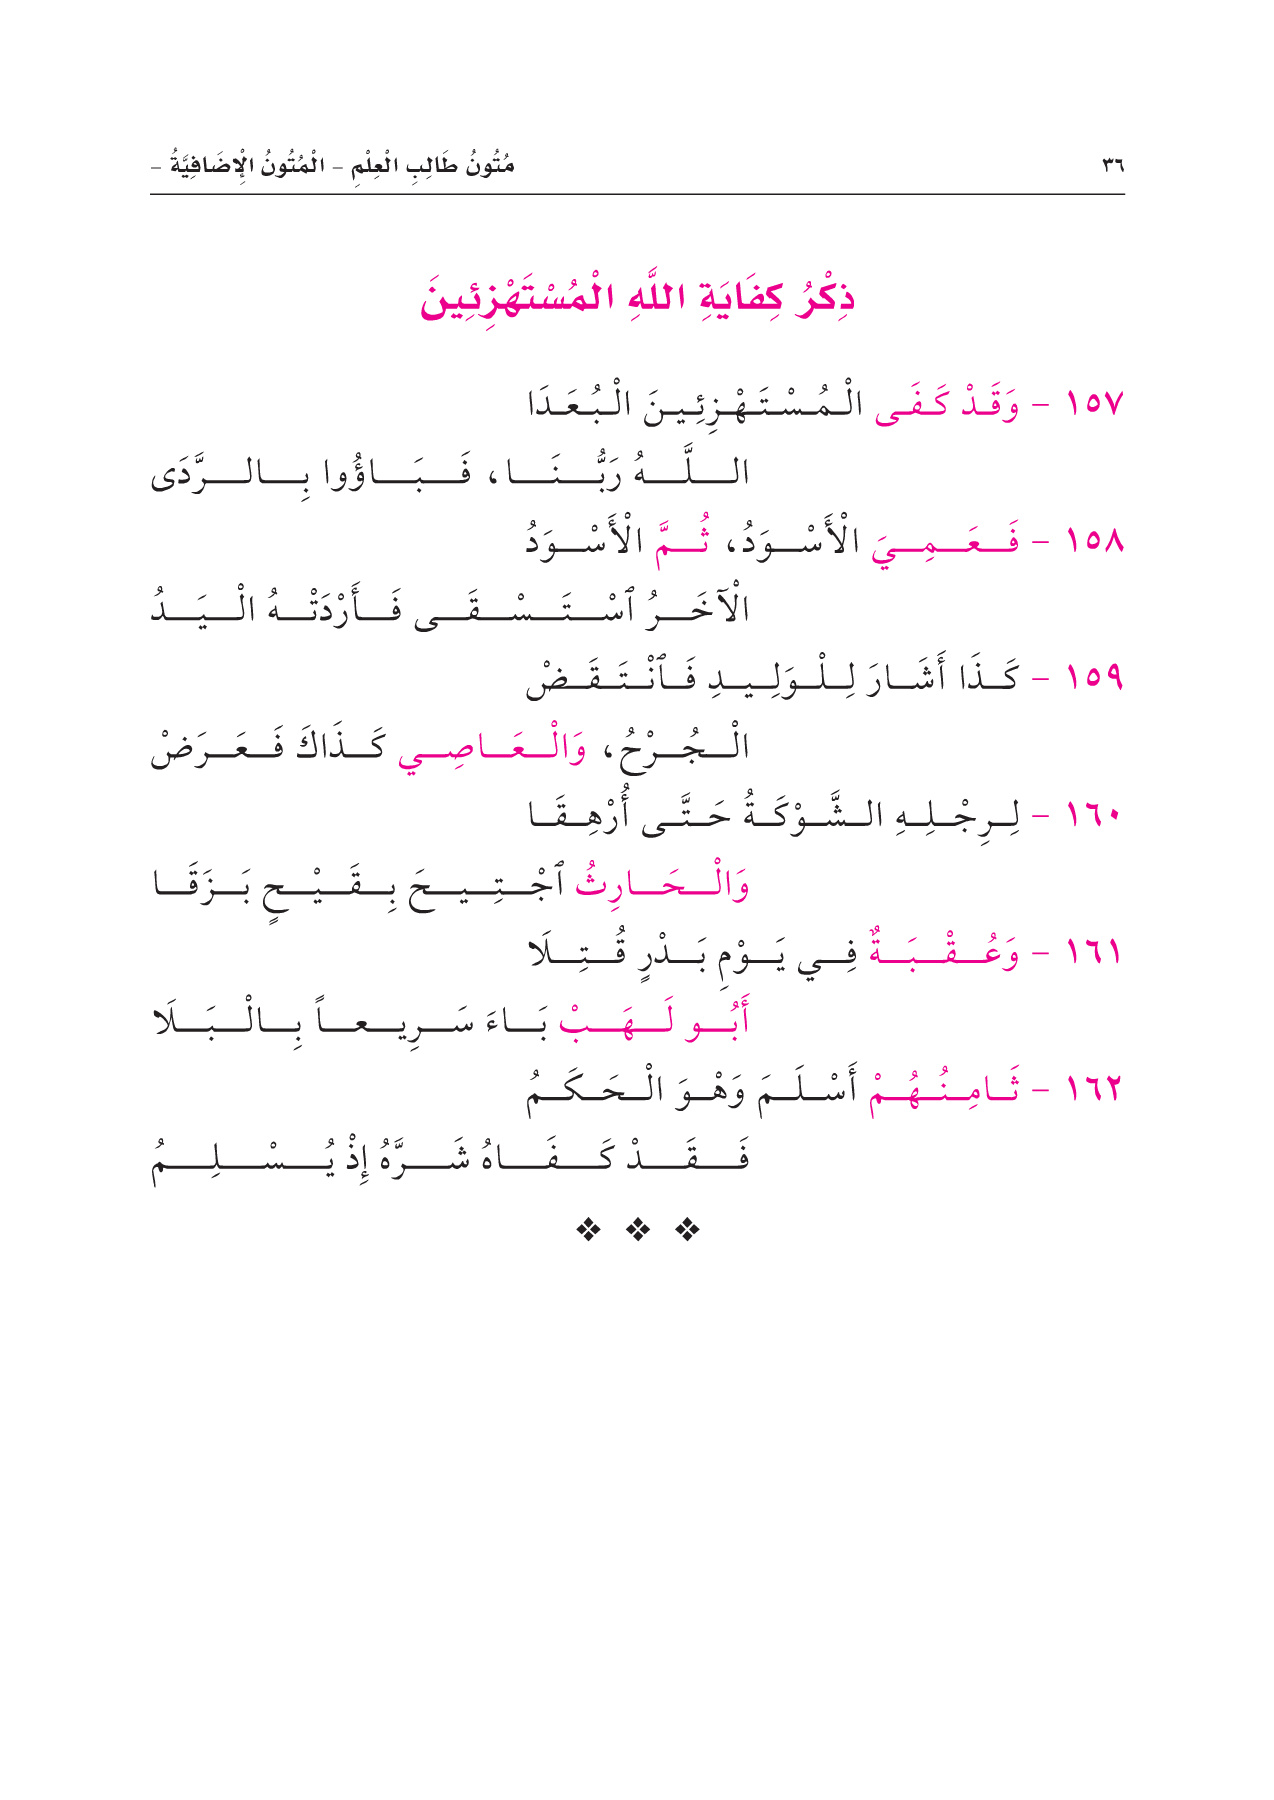 ٣٦
مُتُونُ طَالِبِ الْعِلْمِ – الْمُتُونُ الْإِضَافِيَّةُ –
ذِكْرُ كِفَايَةِ اللَّهِ الْمُسْتَهْزِئِينَ
١٥٧ – وَقَدْ كَفَى الْمُسْتَهْزِئِينَ الْبُعَدَا
اللَّهُ رَبُّنَا، فَبَاؤُوا بِالرَّدَى
١٥٨ – فَعَمِيَ الْأَسْوَدُ، ثُمَّ الْأَسْوَدُ
الْآخَرُ ٱسْتَسْقَى فَأَرْدَتْهُ الْيَدُ
١٥٩ – كَذَا أَشَارَ لِلْوَلِيدِ فَٱنْتَقَضْ
الْجُرْحُ، وَالْعَاصِي كَذَاكَ فَعَرَضْ
١٦٠ – لِرِجْلِهِ الشَّوْكَةُ حَتَّى أُرْهِقَا
وَالْحَارِثُ ٱجْتِيحَ بِقَيْحٍ بَزَقَا
١٦١ – وَعُقْبَةٌ فِي يَوْمِ بَدْرٍ قُتِلَا
أَبُو لَهَبْ بَاءَ سَرِيعاً بِالْبَلَا
١٦٢ – ثَامِنُهُمْ أَسْلَمَ وَهْوَ الْحَكَمُ
فَقَدْ كَفَاهُ شَرَّهُ إِذْ يُسْلِمُ